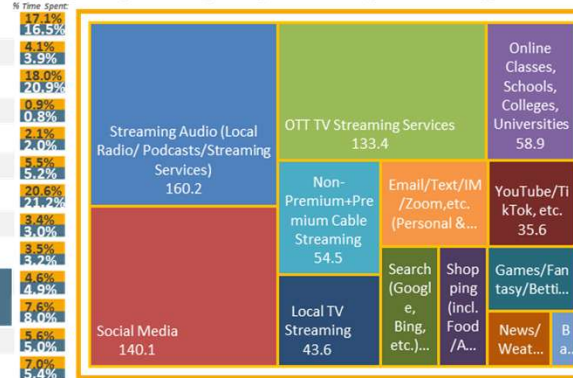 % Time Spent:
17.1%
16.5%
4.1%
3.9%
18.0%
20.9%
0.9%
0.8%
2.1%
2.0%
5.5%
5.2%
20.6%
21.2%
3.4%
3.0%
3.5%
3.2%
4.6%
4.9%
7.6%
8.0%
5.6%
5.0%
7.0%
5.4%
Streaming Audio (Local
Radio/ Podcasts/Streaming
Services)
160.2
Social Media
140.1
OTT TV Streaming Services
133.4
Online
Classes,
Schools,
Colleges,
Universities
58.9
Non-
Premium+Pre
mium Cable
Streaming
54.5
Local TV
Streaming
43.6
Email/Text/IM
/Zoom,etc.
(Personal &...
YouTube/Ti
kTok, etc.
35.6
Search
(Googl
e,
Bing,
etc.)...
Shop
ping
(incl.
Food
/A...
Games/Fan
tasy/Betti...
News/
Weat...
B
a...